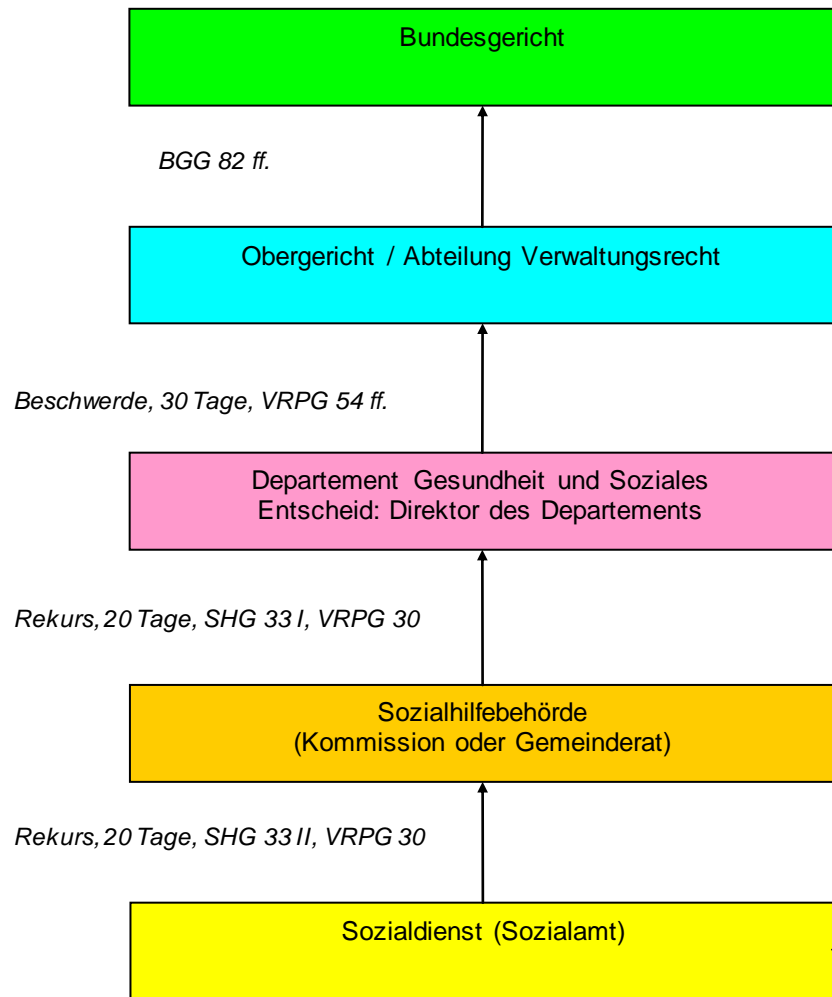 Bundesgericht
BGG 82 ff.
Obergericht / Abteilung Verwaltungsrecht
Beschwerde, 30 Tage, VRPG 54 ff.
Departement Gesundheit und Soziales
Entscheid: Direktor des Departements
Rekurs, 20 Tage, SHG 33 I, VRPG 30
Sozialhilfebehörde
(Kommission oder Gemeinderat)
Rekurs, 20 Tage, SHG 33 II, VRPG 30
Sozialdienst (Sozialamt)